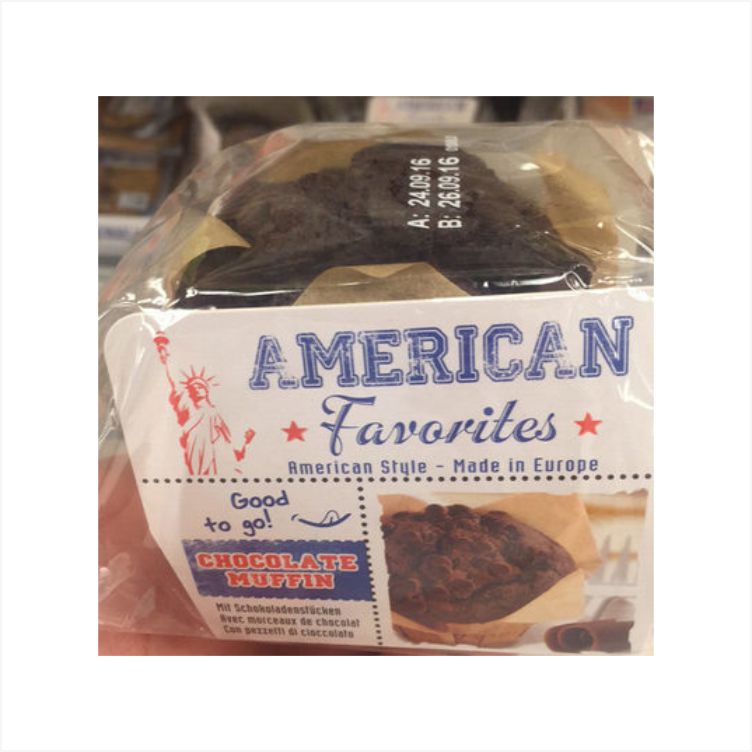 A: 24.09.16
B: 26.09.16
AMERICAN
Favorites
American Style - Made in Europe
Good
to go!
CHOCOLATE
MUFFIN
Mit Schokoladenstücken
Avec morceaux de chocolat
Con pezzetti di cioccolato